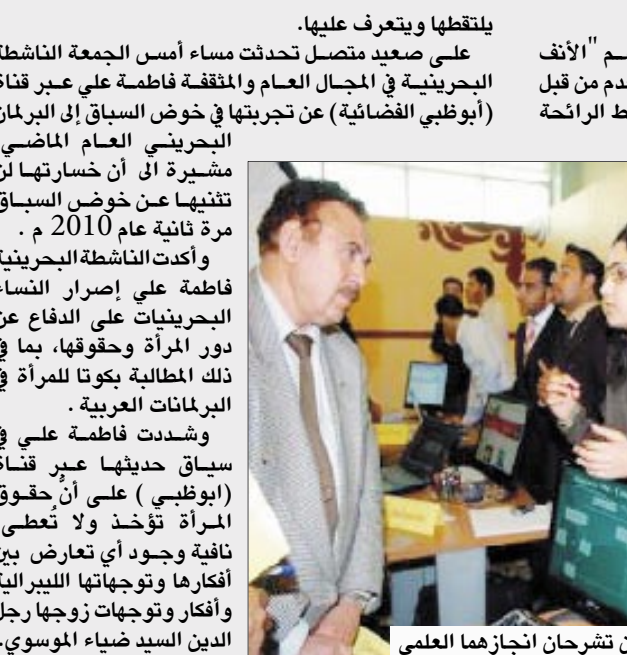 يلتقطها ويتعرف عليها.
على صعيد متصل تحدثت مساء أمس الجمعة الناشطة
البحرينية في المجال العام والمثقفة فاطمة علي عبر قناة
(أبوظبي الفضائية) عن تجربتها في خوض السباق إلى البرلمان
البحريني العام الماضي
مشيرة الى أن خسارتها لن
تثنيها عن خوض السباق
مرة ثانية عام 2010 م .
وأكدت الناشطة البحرينية
فاطمة علي إصرار النساء
البحرينيات على الدفاع عن
دور المرأة وحقوقها، بما في
ذلك المطالبة بكوتا للمرأة في
البرلمانات العربية .
وشددت فاطمة علي في
سياق حديثها عبر قناة
(ابوظبي ) على أنُ حقوق
المرأة تؤخذ ولا تُعطى
نافية وجود أي تعارض بين
أفكارها وتوجهاتها الليبرالية
وأفكار وتوجهات زوجها رجل
الدين السيد ضياء الموسوي.
"الأنف
من قبل
الرائحة
تشرحان انجازهما العلمي